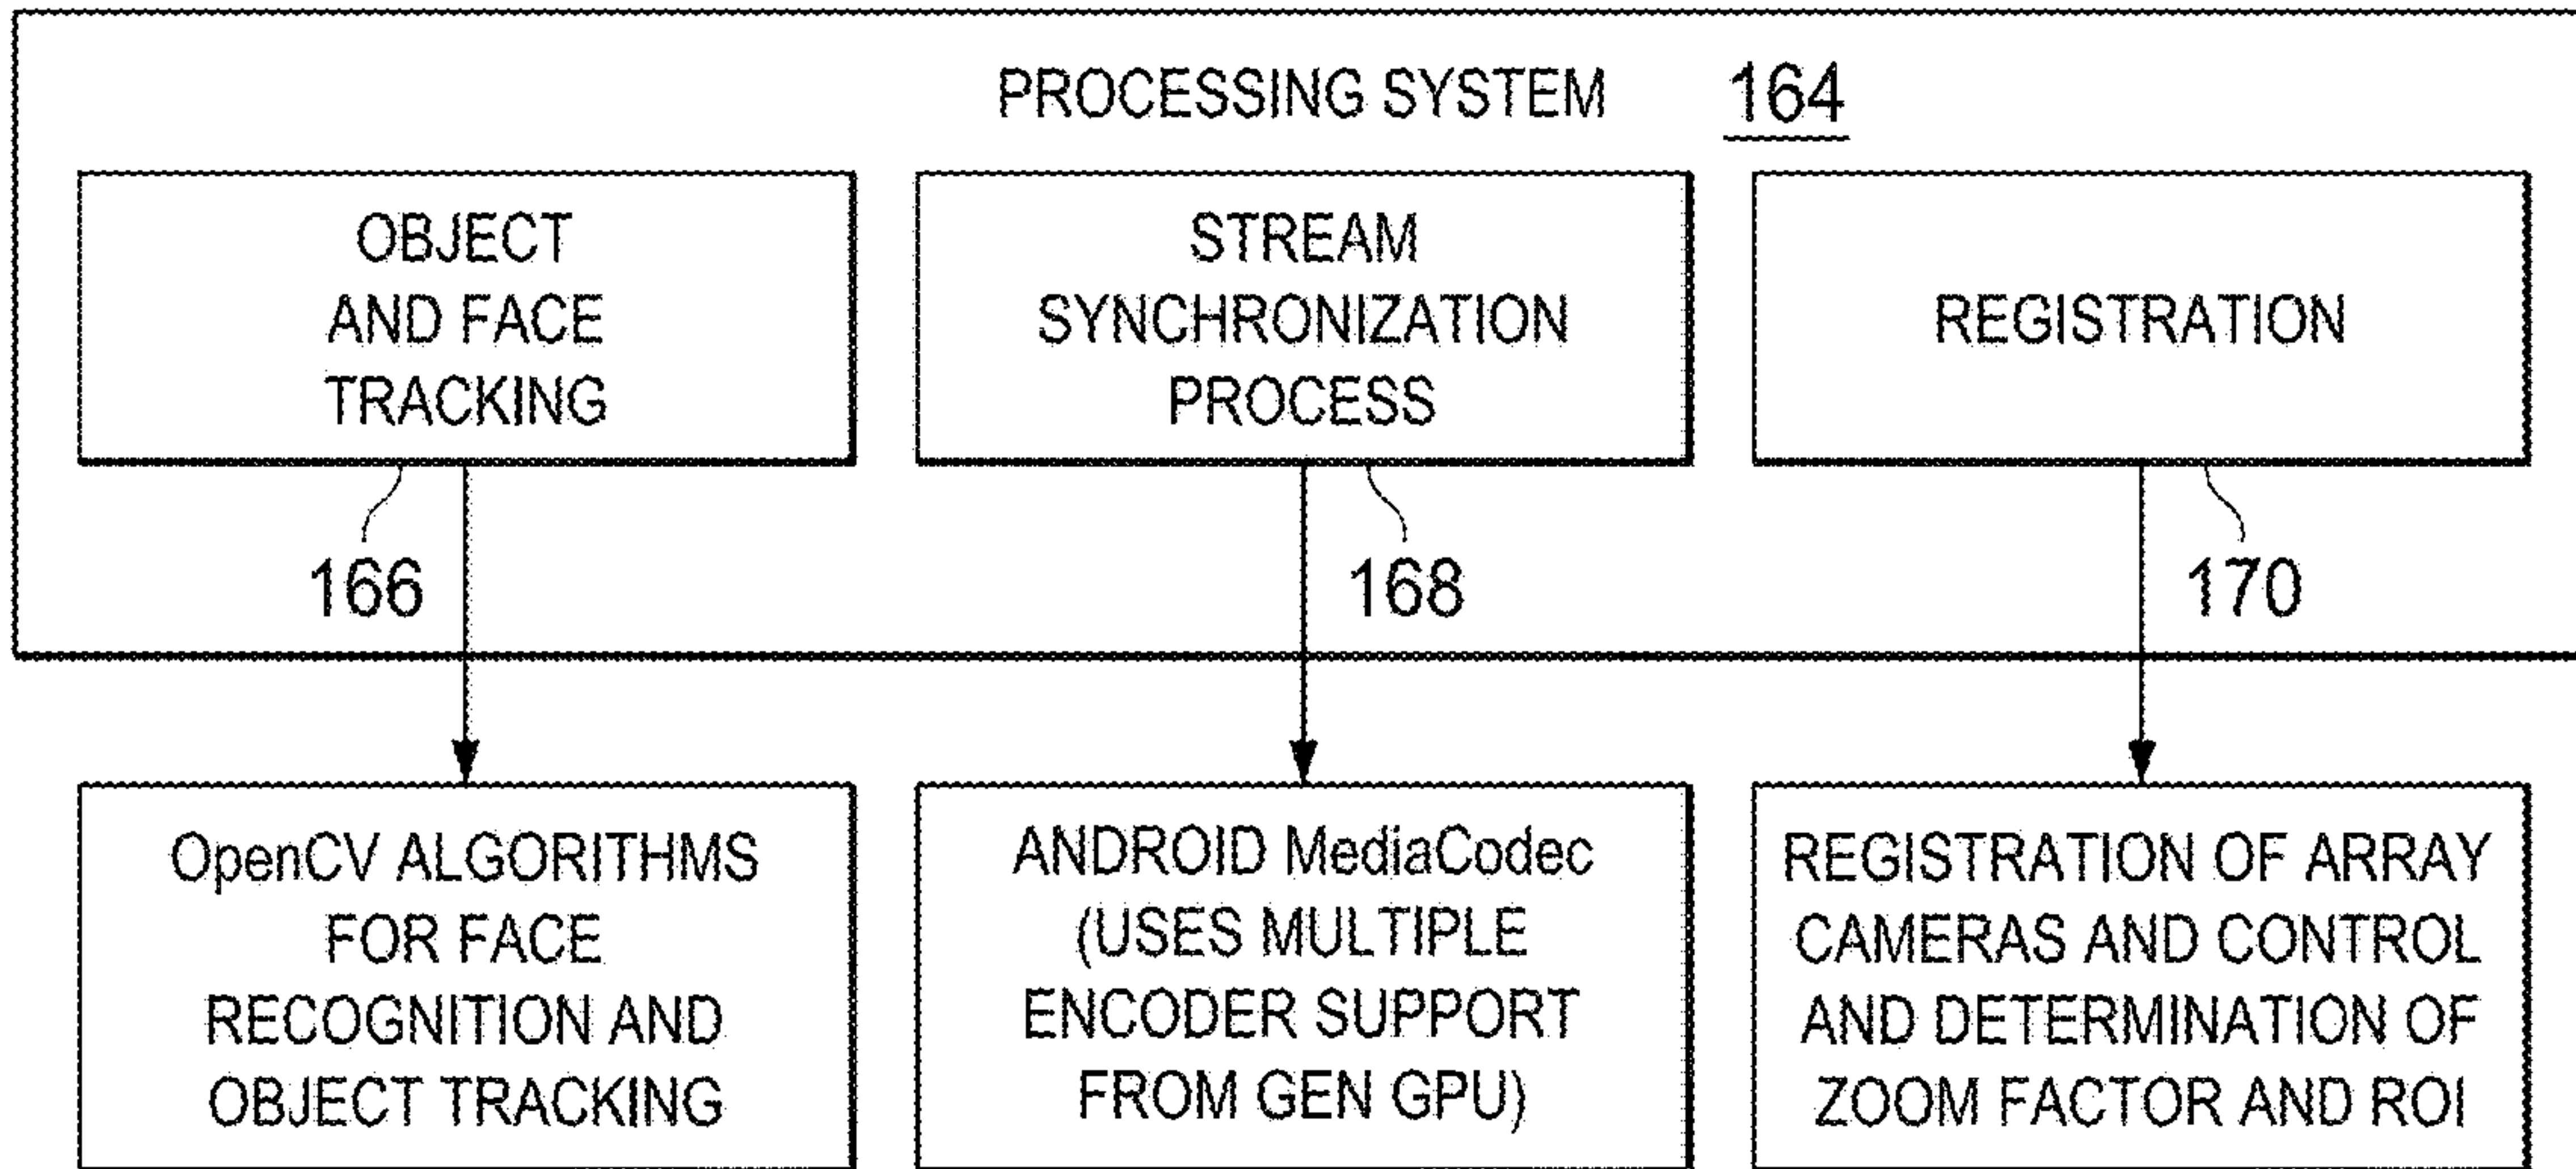 PROCESSING SYSTEM 164
OBJECT
AND FACE
TRACKING
STREAM
SYNCHRONIZATION
PROCESS
REGISTRATION
166
168
170
OpenCV ALGORITHMS
FOR FACE
RECOGNITION AND
OBJECT TRACKING
ANDROID MediaCodec
(USES MULTIPLE
ENCODER SUPPORT
FROM GEN GPU)
REGISTRATION OF ARRAY
CAMERAS AND CONTROL
AND DETERMINATION OF
ZOOM FACTOR AND ROI